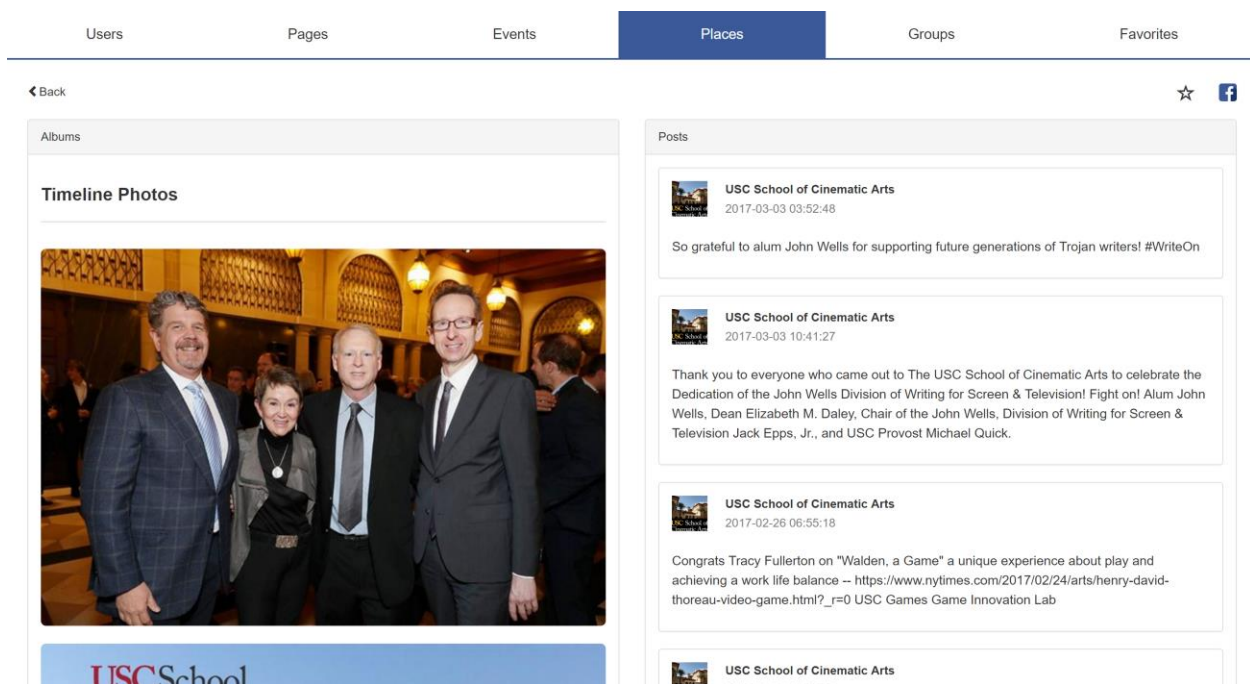 Users
Pages
Events
Places
Groups
Favorites
Back
Albums
Timeline Photos
USC School
Posts
USC School of Cinematic Arts
2017-03-03 03:52:48
So grateful to alum John Wells for supporting future generations of Trojan writers! #WriteOn
USC School of Cinematic Arts
2017-03-03 10:41:27
Thank you to everyone who came out to The USC School of Cinematic Arts to celebrate the
Dedication of the John Wells Division of Writing for Screen & Television! Fight on! Alum John
Wells, Dean Elizabeth M. Daley, Chair of the John Wells, Division of Writing for Screen &
Television Jack Epps, Jr., and USC Provost Michael Quick.
USC School of Cinematic Arts
2017-02-26 06:55:18
Congrats Tracy Fullerton on "Walden, a Game" a unique experience about play and
achieving a work life balance -- https://www.nytimes.com/2017/02/24/arts/henry-david-
thoreau-video-game.html?_r=0 USC Games Game Innovation Lab
USC School of Cinematic Arts